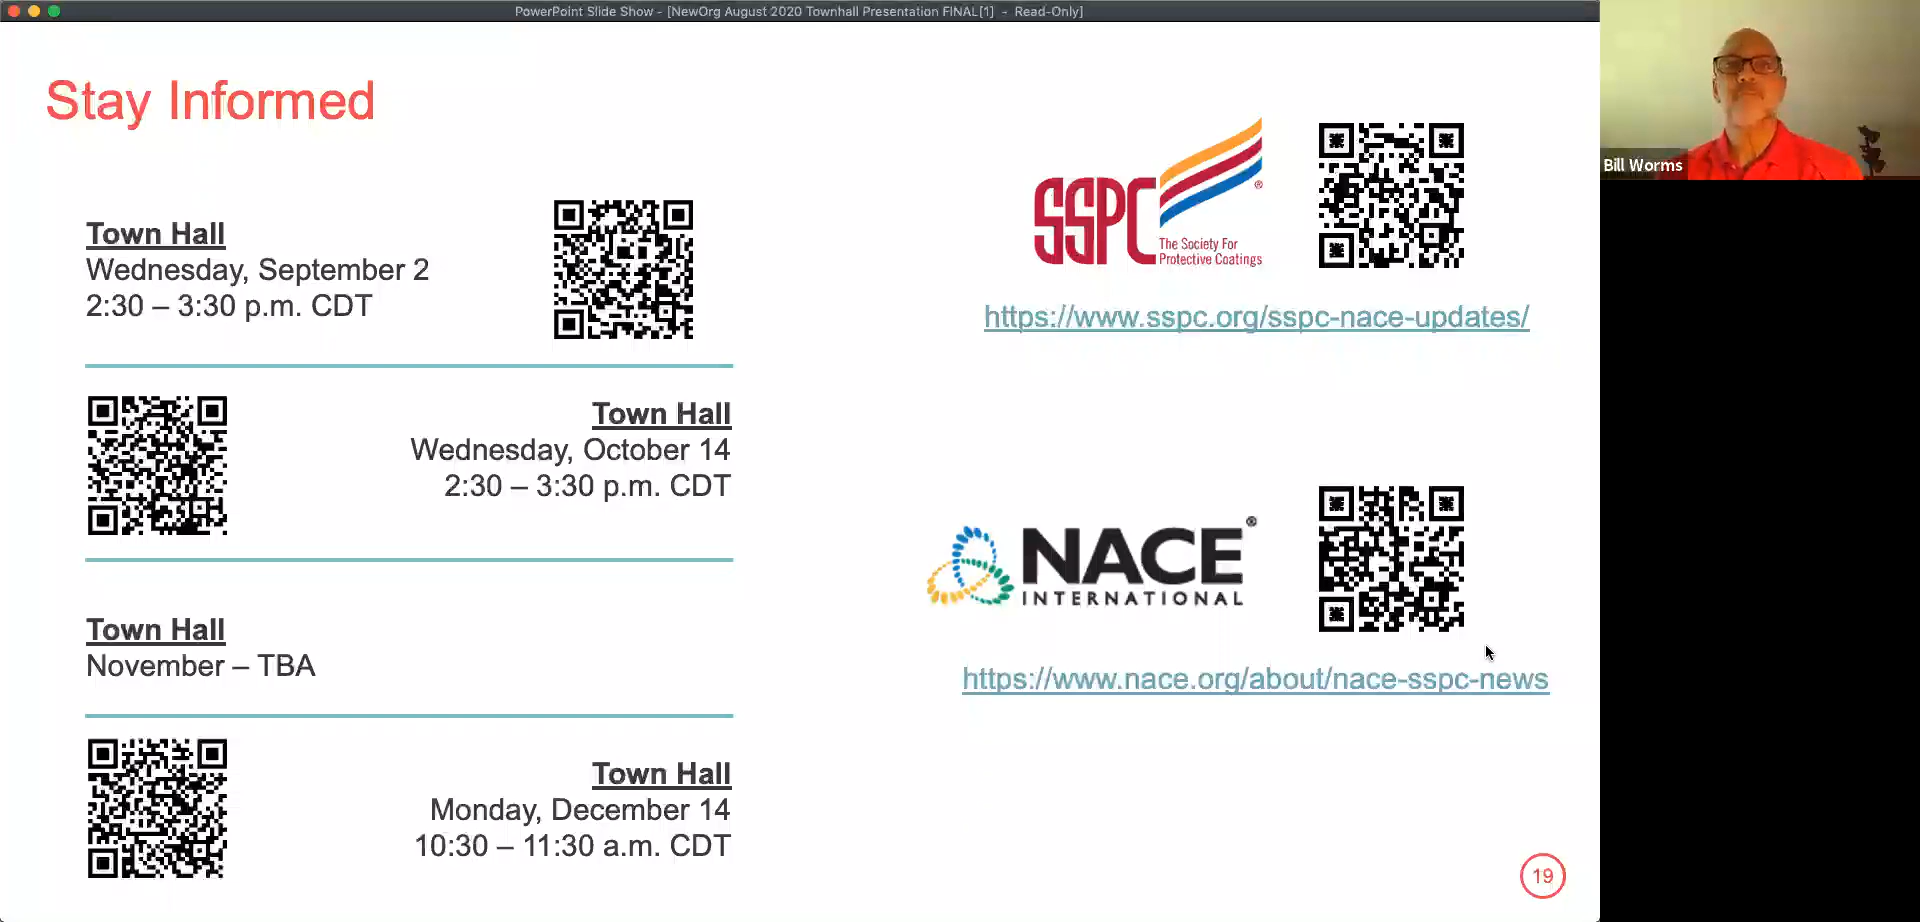 PowerPoint Slide Show - [NewOrg August 2020 Townhall Presentation FINAL[1] - Read-Only]
Stay Informed
Town Hall
Wednesday, September 2
2:30 – 3:30 p.m. CDT
Town Hall
Wednesday, October 14
2:30 – 3:30 p.m. CDT
Town Hall
November – TBA
Town Hall
Monday, December 14
10:30 – 11:30 a.m. CDT
SSPC®
The Society For
Protective Coatings
https://www.sspc.org/sspc-nace-updates/
NACE®
INTERNATIONAL
https://www.nace.org/about/nace-sspc-news
19
Bill Worms